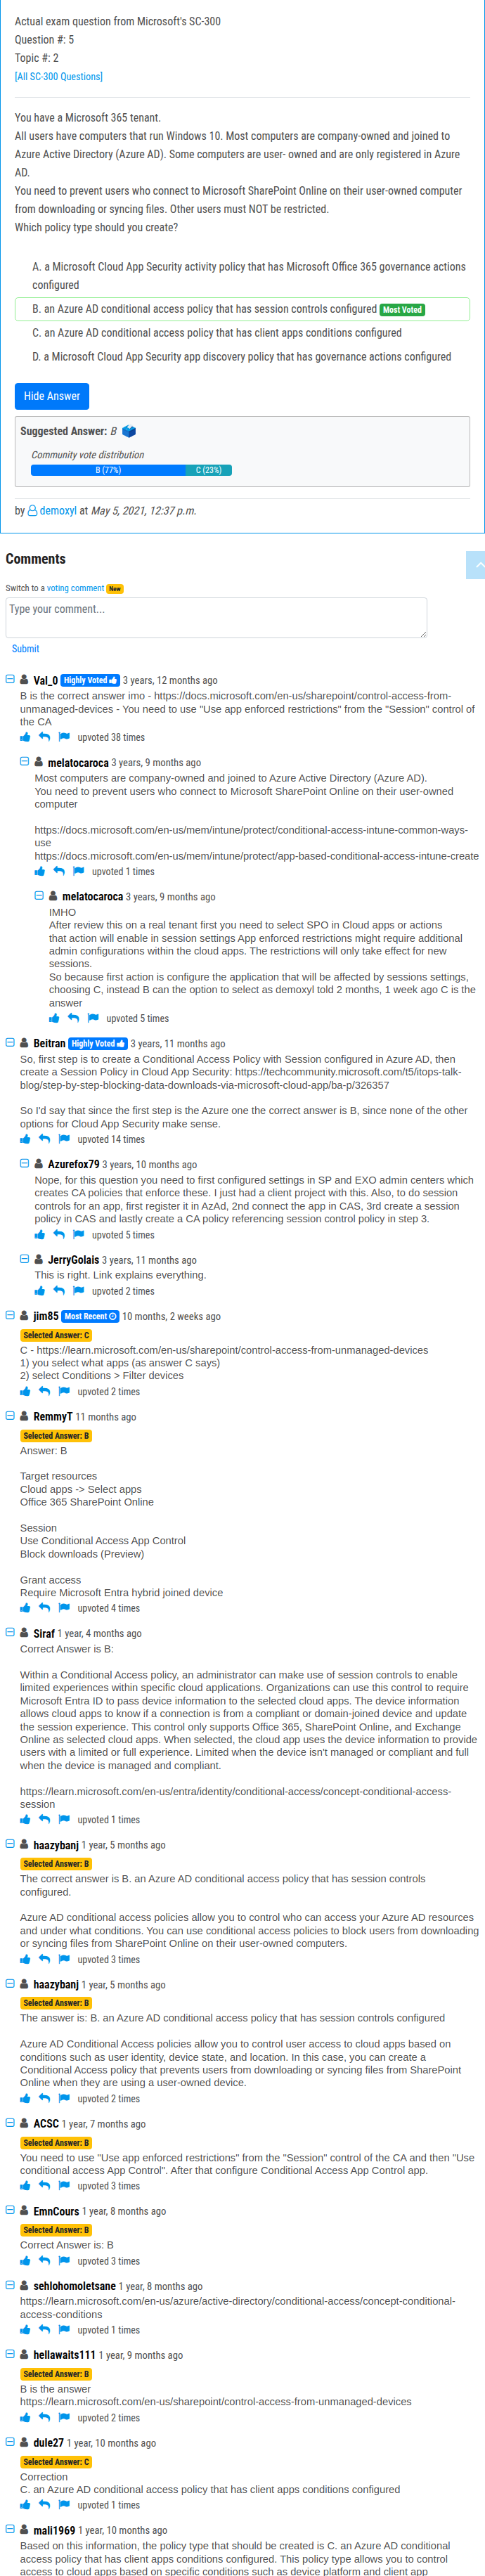 Actual exam question from Microsoft's SC-300
Question #: 5
Topic #: 2
[All SC-300 Questions]
You have a Microsoft 365 tenant.
All users have computers that run Windows 10. Most computers are company-owned and joined to
Azure Active Directory (Azure AD). Some computers are user- owned and are only registered in Azure
AD.
You need to prevent users who connect to Microsoft SharePoint Online on their user-owned computer
from downloading or syncing files. Other users must NOT be restricted.
Which policy type should you create?
A. a Microsoft Cloud App Security activity policy that has Microsoft Office 365 governance actions
configured
B. an Azure AD conditional access policy that has session controls configured Most Voted
C. an Azure AD conditional access policy that has client apps conditions configured
D. a Microsoft Cloud App Security app discovery policy that has governance actions configured
Hide Answer
Suggested Answer: B
Community vote distribution
B (77%) C (23%)
by demoxyl at May 5, 2021, 12:37 p.m.
Comments
Switch to a voting comment New
Type your comment...
Submit
Val_0 Highly Voted 3 years, 12 months ago
B is the correct answer imo - https://docs.microsoft.com/en-us/sharepoint/control-access-from-
unmanaged-devices - You need to use "Use app enforced restrictions" from the "Session" control of
the CA
upvoted 38 times
melatocaroca 3 years, 9 months ago
Most computers are company-owned and joined to Azure Active Directory (Azure AD).
You need to prevent users who connect to Microsoft SharePoint Online on their user-owned
computer
https://docs.microsoft.com/en-us/mem/intune/protect/conditional-access-intune-common-ways-
use
https://docs.microsoft.com/en-us/mem/intune/protect/app-based-conditional-access-intune-create
upvoted 1 times
melatocaroca 3 years, 9 months ago
IMHO
After review this on a real tenant first you need to select SPO in Cloud apps or actions
that action will enable in session settings App enforced restrictions might require additional
admin configurations within the cloud apps. The restrictions will only take effect for new
sessions.
So because first action is configure the application that will be affected by sessions settings,
choosing C, instead B can the option to select as demoxyl told 2 months, 1 week ago C is the
answer
upvoted 5 times
Beitran Highly Voted 3 years, 11 months ago
So, first step is to create a Conditional Access Policy with Session configured in Azure AD, then
create a Session Policy in Cloud App Security: https://techcommunity.microsoft.com/t5/itops-talk-
blog/step-by-step-blocking-data-downloads-via-microsoft-cloud-app/ba-p/326357
So I'd say that since the first step is the Azure one the correct answer is B, since none of the other
options for Cloud App Security make sense.
upvoted 14 times
Azurefox79 3 years, 10 months ago
Nope, for this question you need to first configured settings in SP and EXO admin centers which
creates CA policies that enforce these. I just had a client project with this. Also, to do session
controls for an app, first register it in AzAd, 2nd connect the app in CAS, 3rd create a session
policy in CAS and lastly create a CA policy referencing session control policy in step 3.
upvoted 5 times
JerryGolais 3 years, 11 months ago
This is right. Link explains everything.
upvoted 2 times
jim85 Most Recent 10 months, 2 weeks ago
Selected Answer: C
C - https://learn.microsoft.com/en-us/sharepoint/control-access-from-unmanaged-devices
1) you select what apps (as answer C says)
2) select Conditions > Filter devices
upvoted 2 times
RemmyT 11 months ago
Selected Answer: B
Answer: B
Target resources
Cloud apps -> Select apps
Office 365 SharePoint Online
Session
Use Conditional Access App Control
Block downloads (Preview)
Grant access
Require Microsoft Entra hybrid joined device
upvoted 4 times
Siraf 1 year, 4 months ago
Correct Answer is B:
Within a Conditional Access policy, an administrator can make use of session controls to enable
limited experiences within specific cloud applications. Organizations can use this control to require
Microsoft Entra ID to pass device information to the selected cloud apps. The device information
allows cloud apps to know if a connection is from a compliant or domain-joined device and update
the session experience. This control only supports Office 365, SharePoint Online, and Exchange
Online as selected cloud apps. When selected, the cloud app uses the device information to provide
users with a limited or full experience. Limited when the device isn't managed or compliant and full
when the device is managed and compliant.
https://learn.microsoft.com/en-us/entra/identity/conditional-access/concept-conditional-access-
session
upvoted 1 times
haazybanj 1 year, 5 months ago
Selected Answer: B
The correct answer is B. an Azure AD conditional access policy that has session controls
configured.
Azure AD conditional access policies allow you to control who can access your Azure AD resources
and under what conditions. You can use conditional access policies to block users from downloading
or syncing files from SharePoint Online on their user-owned computers.
upvoted 3 times
haazybanj 1 year, 5 months ago
Selected Answer: B
The answer is: B. an Azure AD conditional access policy that has session controls configured
Azure AD Conditional Access policies allow you to control user access to cloud apps based on
conditions such as user identity, device state, and location. In this case, you can create a
Conditional Access policy that prevents users from downloading or syncing files from SharePoint
Online when they are using a user-owned device.
upvoted 2 times
ACSC 1 year, 7 months ago
Selected Answer: B
You need to use "Use app enforced restrictions" from the "Session" control of the CA and then "Use
conditional access App Control". After that configure Conditional Access App Control app.
upvoted 3 times
EmnCours 1 year, 8 months ago
Selected Answer: B
Correct Answer is: B
upvoted 3 times
sehlohomoletsane 1 year, 8 months ago
https://learn.microsoft.com/en-us/azure/active-directory/conditional-access/concept-conditional-
access-conditions
upvoted 1 times
hellawaits111 1 year, 9 months ago
Selected Answer: B
B is the answer
https://learn.microsoft.com/en-us/sharepoint/control-access-from-unmanaged-devices
upvoted 2 times
dule27 1 year, 10 months ago
Selected Answer: C
Correction
C. an Azure AD conditional access policy that has client apps conditions configured
upvoted 1 times
mali1969 1 year, 10 months ago
Based on this information, the policy type that should be created is C. an Azure AD conditional
access policy that has client apps conditions configured. This policy type allows you to control
access to cloud apps based on specific conditions such as device platform and client app